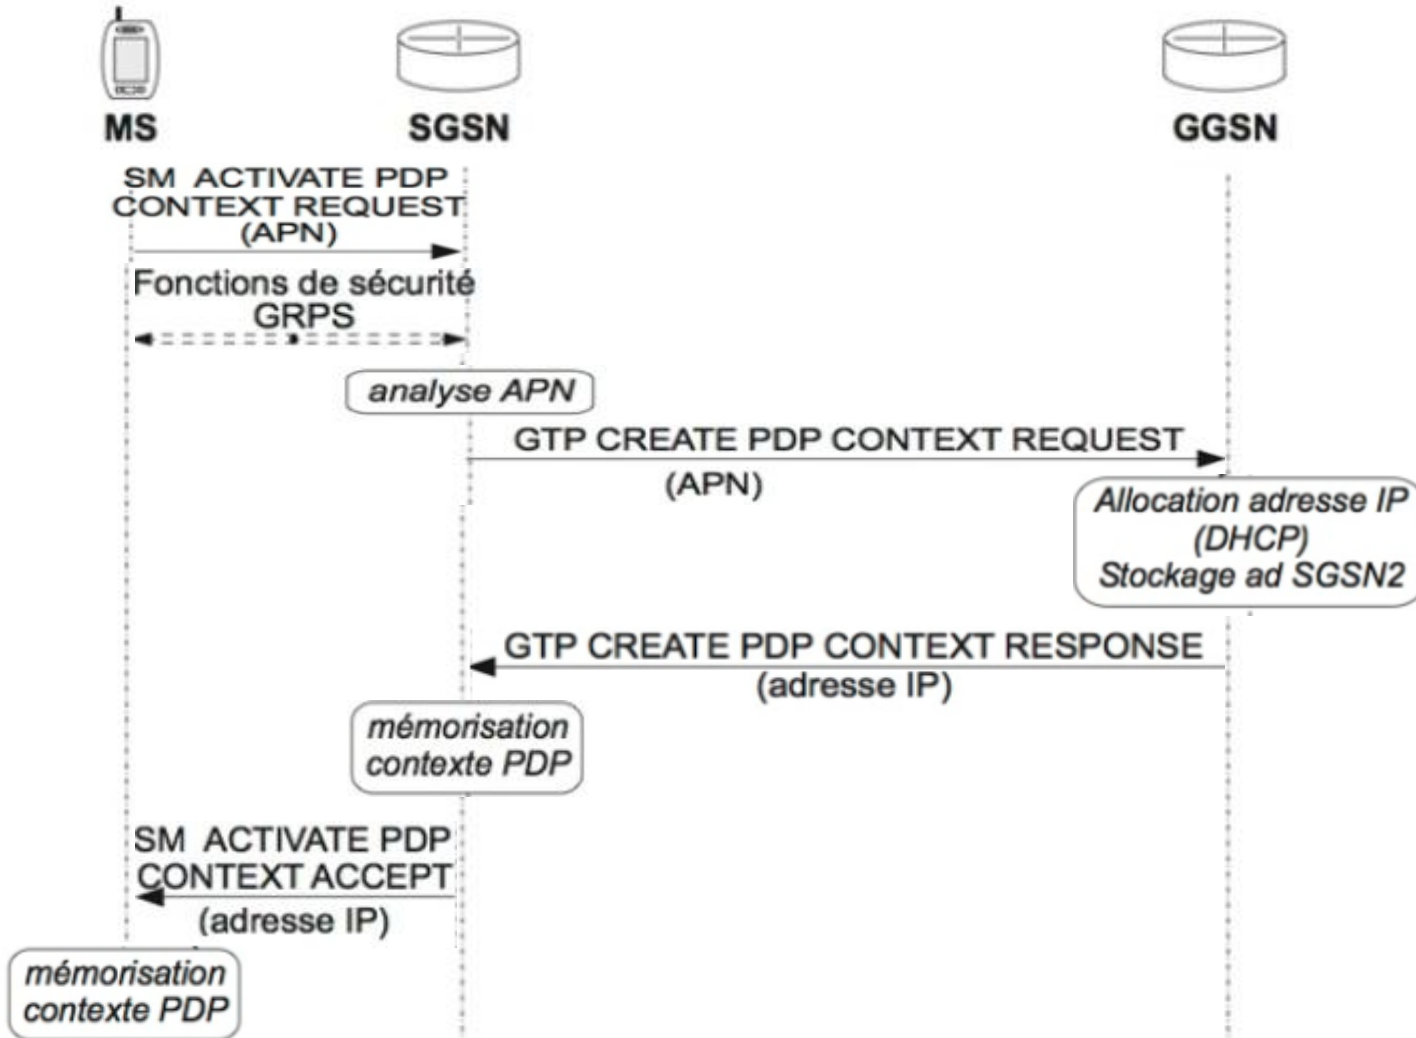 MS
SGSN
GGSN
SM ACTIVATE PDP
CONTEXT REQUEST
(APN)
Fonctions de sécurité
GRPS
analyse APN
GTP CREATE PDP CONTEXT REQUEST
(APN)
Allocation adresse IP
(DHCP)
Stockage ad SGSN2
GTP CREATE PDP CONTEXT RESPONSE
(adresse IP)
mémorisation
contexte PDP
SM ACTIVATE PDP
CONTEXT ACCEPT
(adresse IP)
mémorisation
contexte PDP